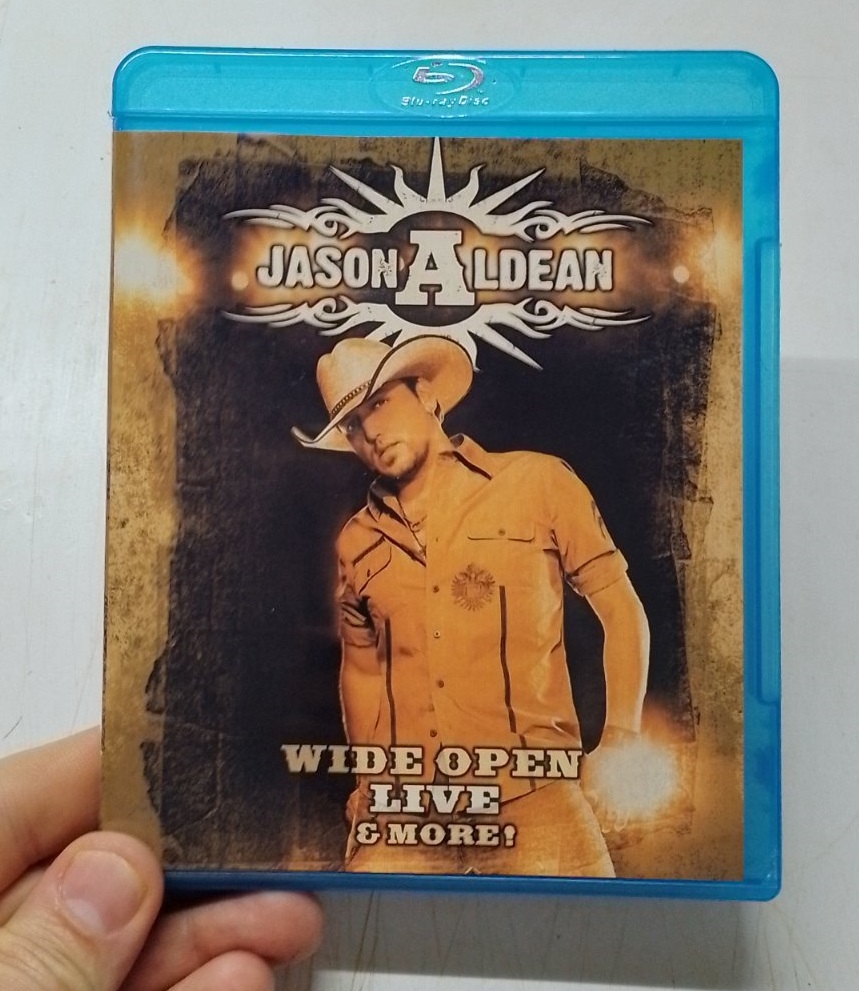 Blu-ray Disc
JASON ALDEAN
WIDE OPEN
LIVE
& MORE!